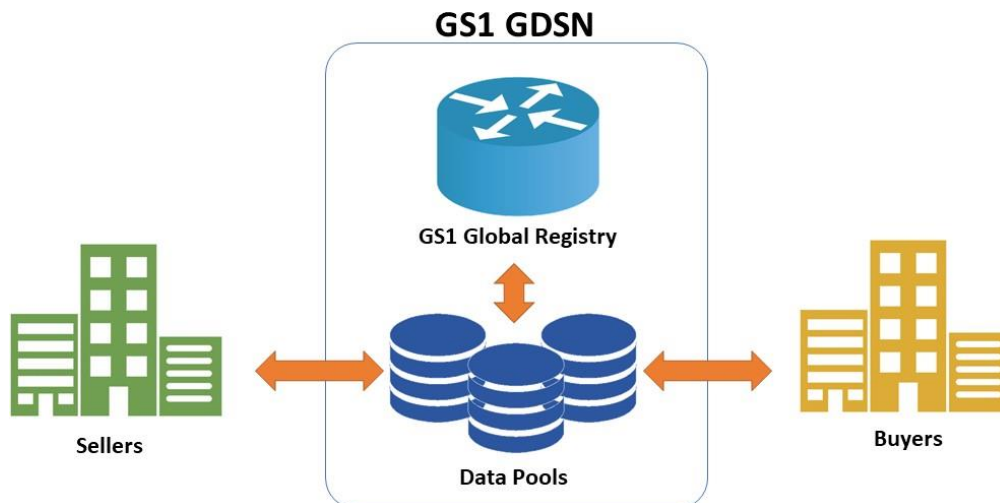 GS1 GDSN
GS1 Global Registry
Sellers
Data Pools
Buyers